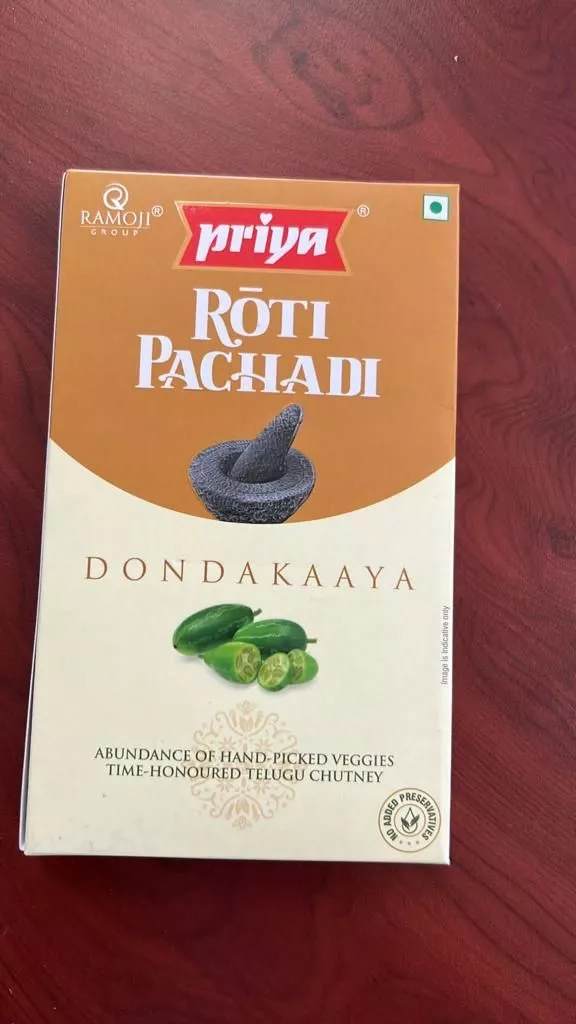 RAMOJI®
GROUP
priya®
RŌTI
PACHADI
DONDAKAAYA
Image is Indicative only
ABUNDANCE OF HAND-PICKED VEGGIES
TIME-HONOURED TELUGU CHUTNEY
NO ADDED PRESERVATIVES